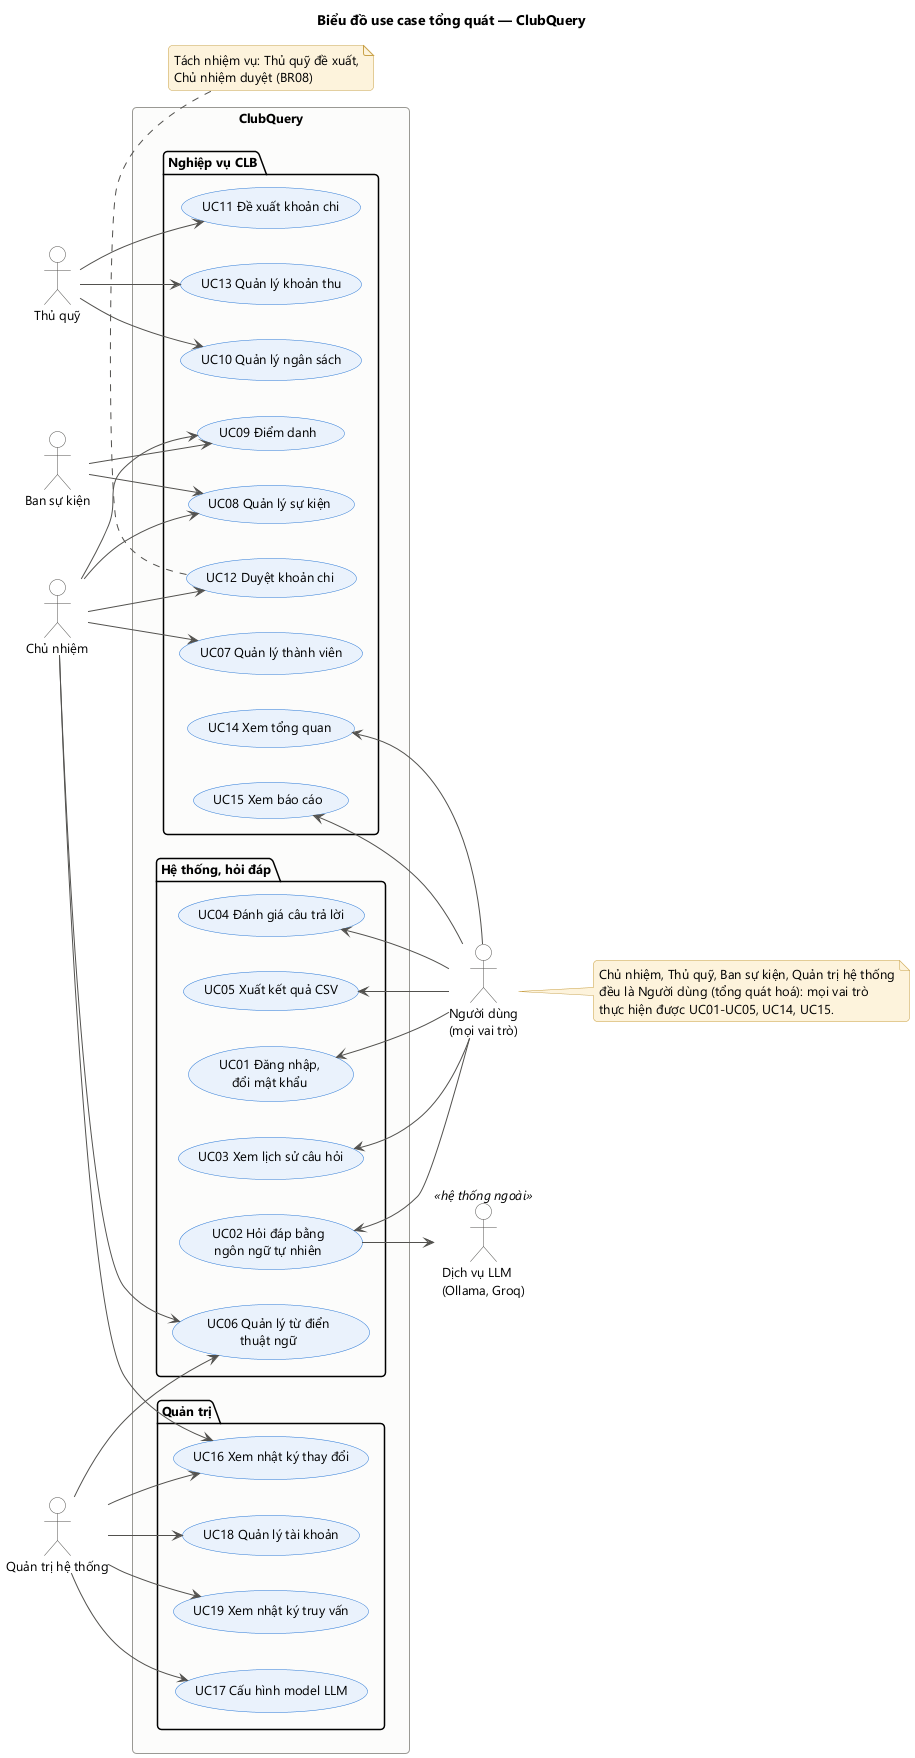 Biểu đồ use case tổng quát — ClubQuery
Tách nhiệm vụ: Thủ quỹ đề xuất,
Chủ nhiệm duyệt (BR08)
ClubQuery
Nghiệp vụ CLB
UC11 Đề xuất khoản chi
UC13 Quản lý khoản thu
Thủ quỹ
UC10 Quản lý ngân sách
UC09 Điểm danh
Ban sự kiện
UC08 Quản lý sự kiện
UC12 Duyệt khoản chi
Chủ nhiệm
UC07 Quản lý thành viên
UC14 Xem tổng quan
UC15 Xem báo cáo
Hệ thống, hỏi đáp
UC04 Đánh giá câu trả lời
UC05 Xuất kết quả CSV
Người dùng
(mọi vai trò)
Chủ nhiệm, Thủ quỹ, Ban sự kiện, Quản trị hệ thống
đều là Người dùng (tổng quát hoá): mọi vai trò
thực hiện được UC01-UC05, UC14, UC15.
UC01 Đăng nhập,
đổi mật khẩu
UC03 Xem lịch sử câu hỏi
UC02 Hỏi đáp bằng
ngôn ngữ tự nhiên
«hệ thống ngoài»
Dịch vụ LLM
(Ollama, Groq)
UC06 Quản lý từ điển
thuật ngữ
Quản trị
UC16 Xem nhật ký thay đổi
UC18 Quản lý tài khoản
Quản trị hệ thống
UC19 Xem nhật ký truy vấn
UC17 Cấu hình model LLM